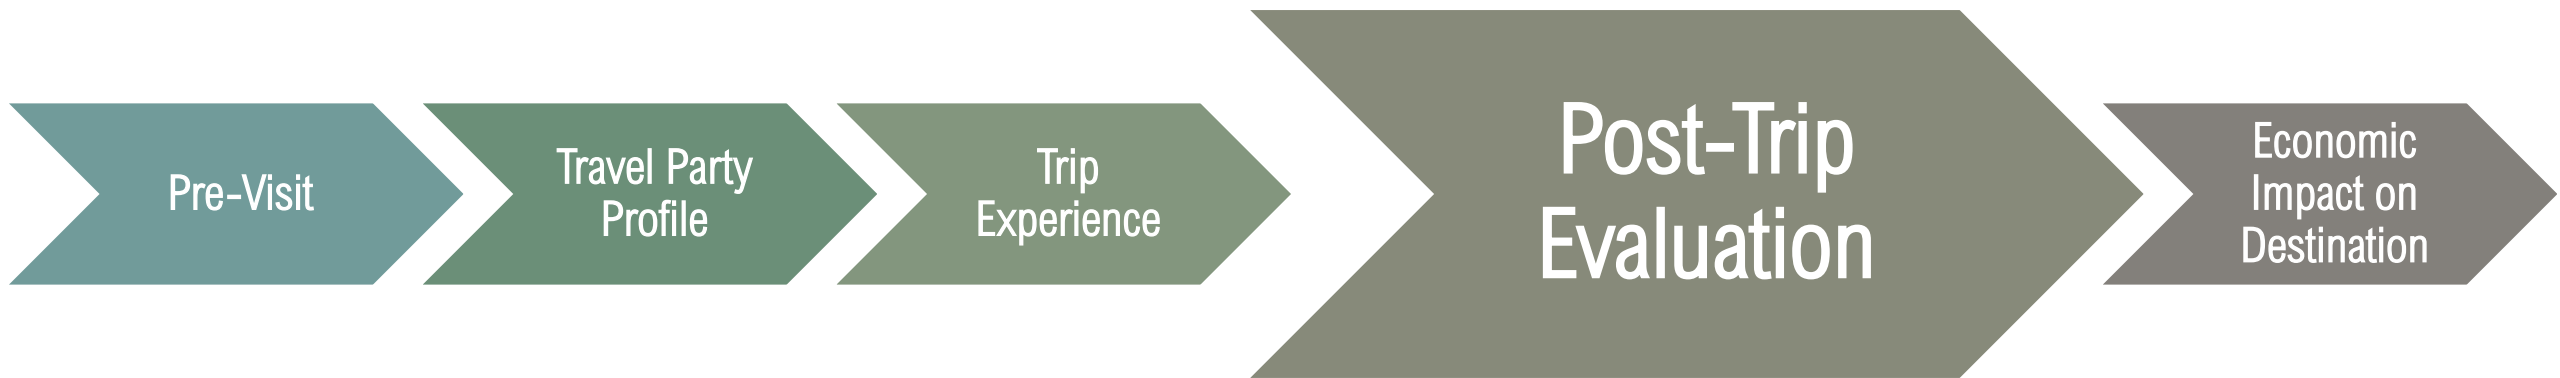 Pre-Visit
Travel Party
Profile
Trip
Experience
Post-Trip
Evaluation
Economic
Impact on
Destination